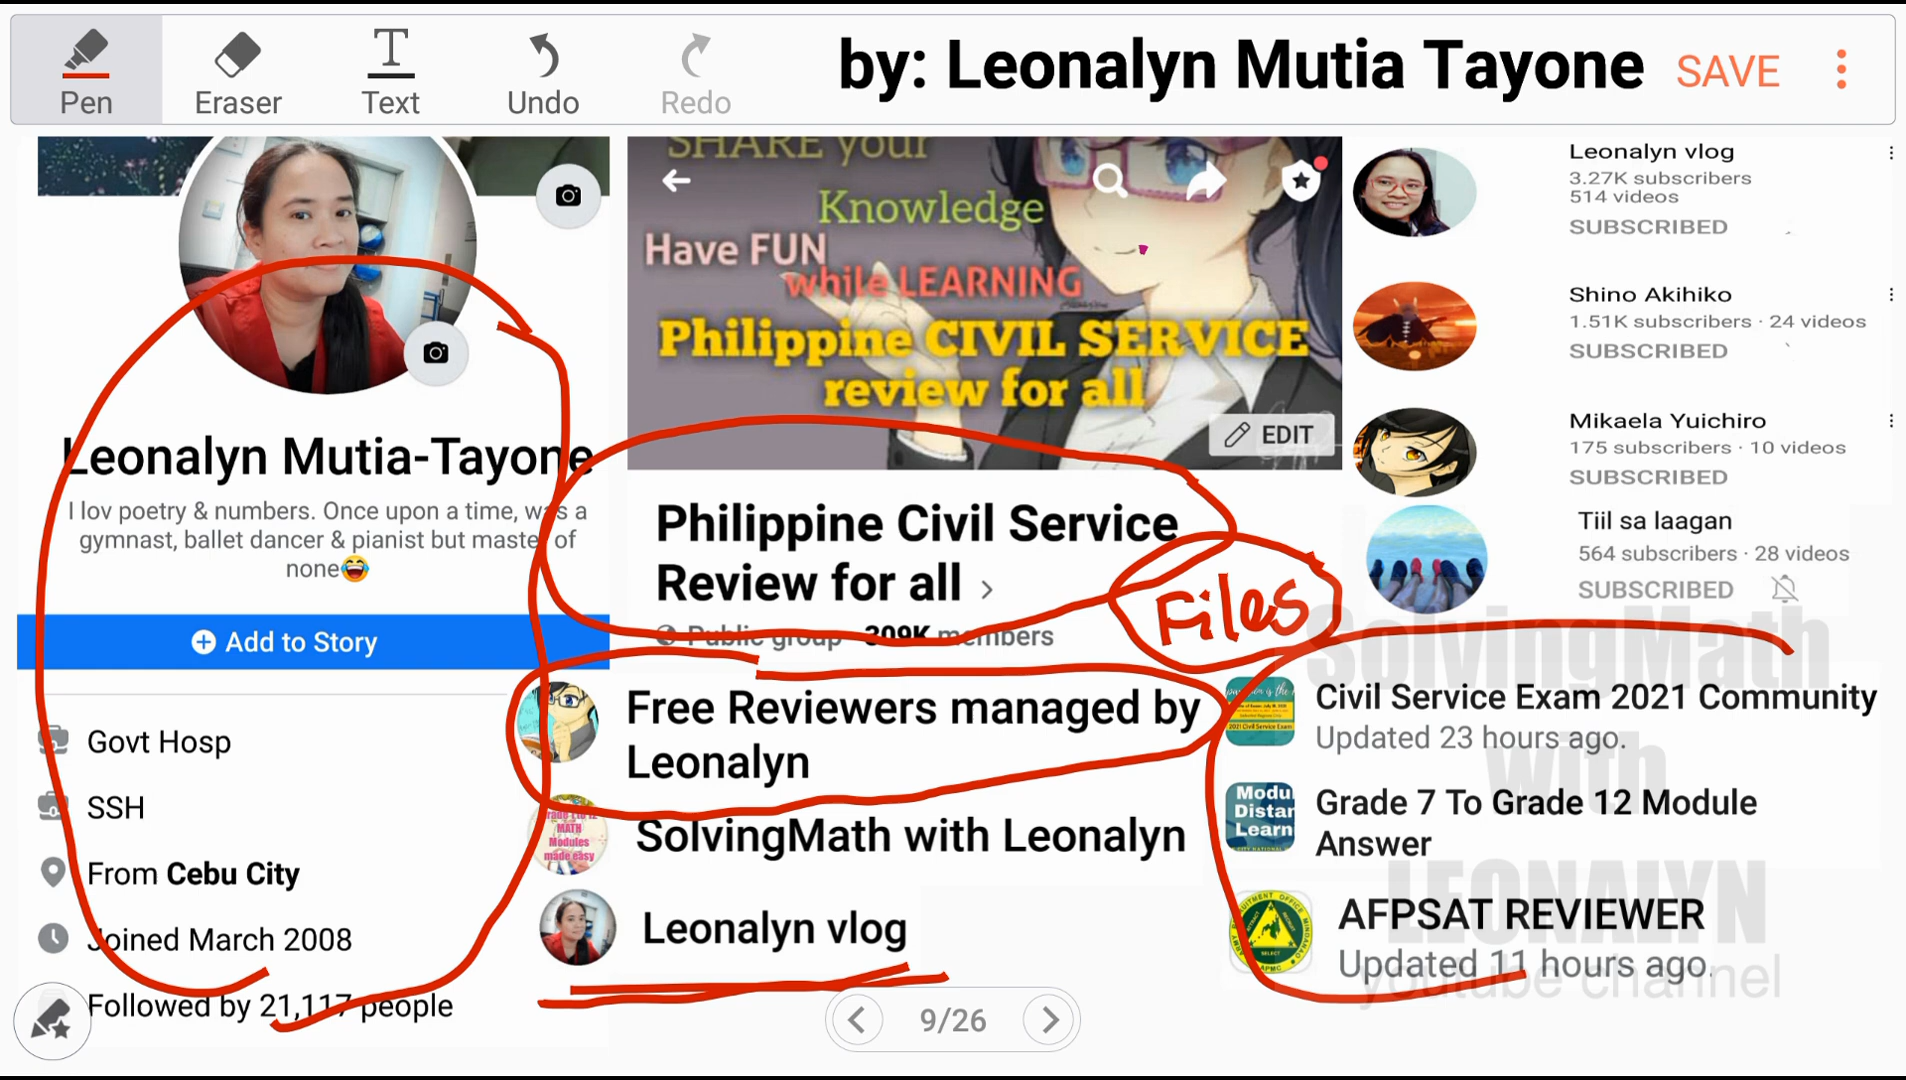 Pen
Eraser
Text
Undo
Redo
by: Leonalyn Mutia Tayone
SAVE
Leonalyn Mutia-Tayone
I lov poetry & numbers. Once upon a time, was a
gymnast, ballet dancer & pianist but master of
none😂
Add to Story
Govt Hosp
SSH
From Cebu City
Joined March 2008
Followed by 21,117 people
SHARE your
Knowledge
Have FUN
while LEARNING
Philippine CIVIL SERVICE
review for all
EDIT
Philippine Civil Service
Review for all >
Public group · 309K members
Files
Free Reviewers managed by
Leonalyn
MATH
Modules
made easy
SolvingMath with Leonalyn
Leonalyn vlog
9/26
Leonalyn vlog
3.27K subscribers
514 videos
SUBSCRIBED
Shino Akihiko
1.51K subscribers · 24 videos
SUBSCRIBED
Mikaela Yuichiro
175 subscribers · 10 videos
SUBSCRIBED
Tiil sa laagan
564 subscribers · 28 videos
SUBSCRIBED
SolvingMath
with
LEONALYN
youtube channel
Civil Service Exam 2021 Community
Updated 23 hours ago.
Modu
Distan
Learn
Grade 7 To Grade 12 Module
Answer
AFPSAT REVIEWER
Updated 11 hours ago.